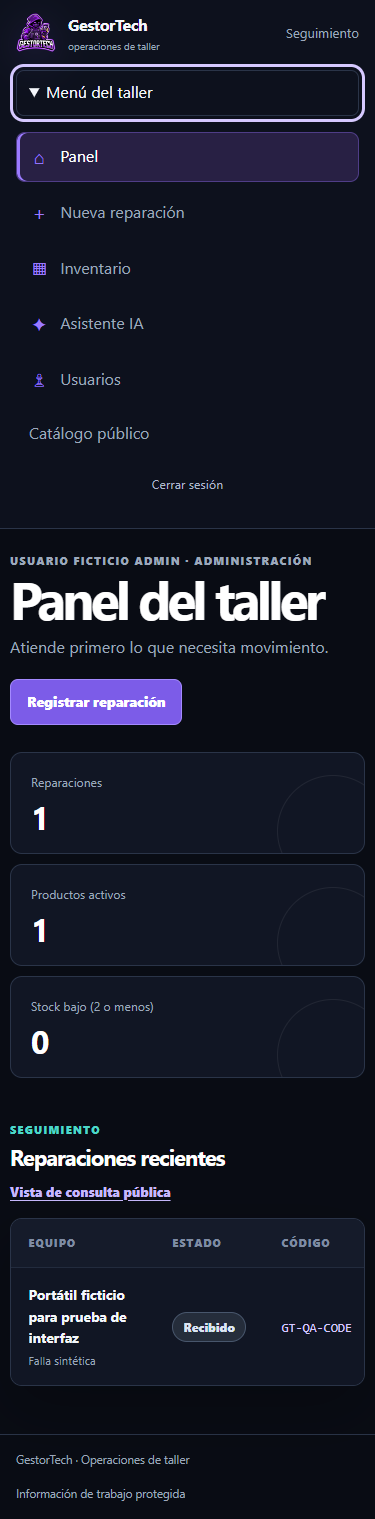 GESTORTECH
GestorTech
operaciones de taller
Seguimiento
▼ Menú del taller
Panel
+ Nueva reparación
Inventario
Asistente IA
Usuarios
Catálogo público
Cerrar sesión
USUARIO FICTICIO ADMIN · ADMINISTRACIÓN
Panel del taller
Atiende primero lo que necesita movimiento.
Registrar reparación
Reparaciones
1
Productos activos
1
Stock bajo (2 o menos)
0
SEGUIMIENTO
Reparaciones recientes
Vista de consulta pública
EQUIPO ESTADO CÓDIGO
Portátil ficticio
para prueba de
interfaz
Falla sintética
Recibido
GT-QA-CODE
GestorTech · Operaciones de taller
Información de trabajo protegida